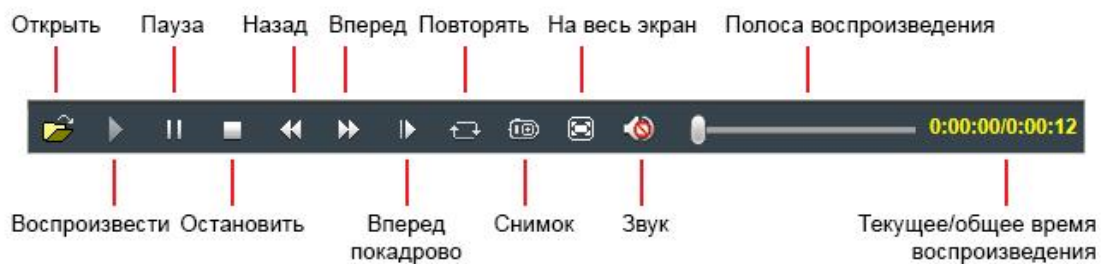 Открыть Пауза Назад Вперед Повторять На весь экран Полоса воспроизведения
0:00:00/0:00:12
Воспроизвести Остановить Вперед Снимок Звук Текущее/общее время
покадрово воспроизведения